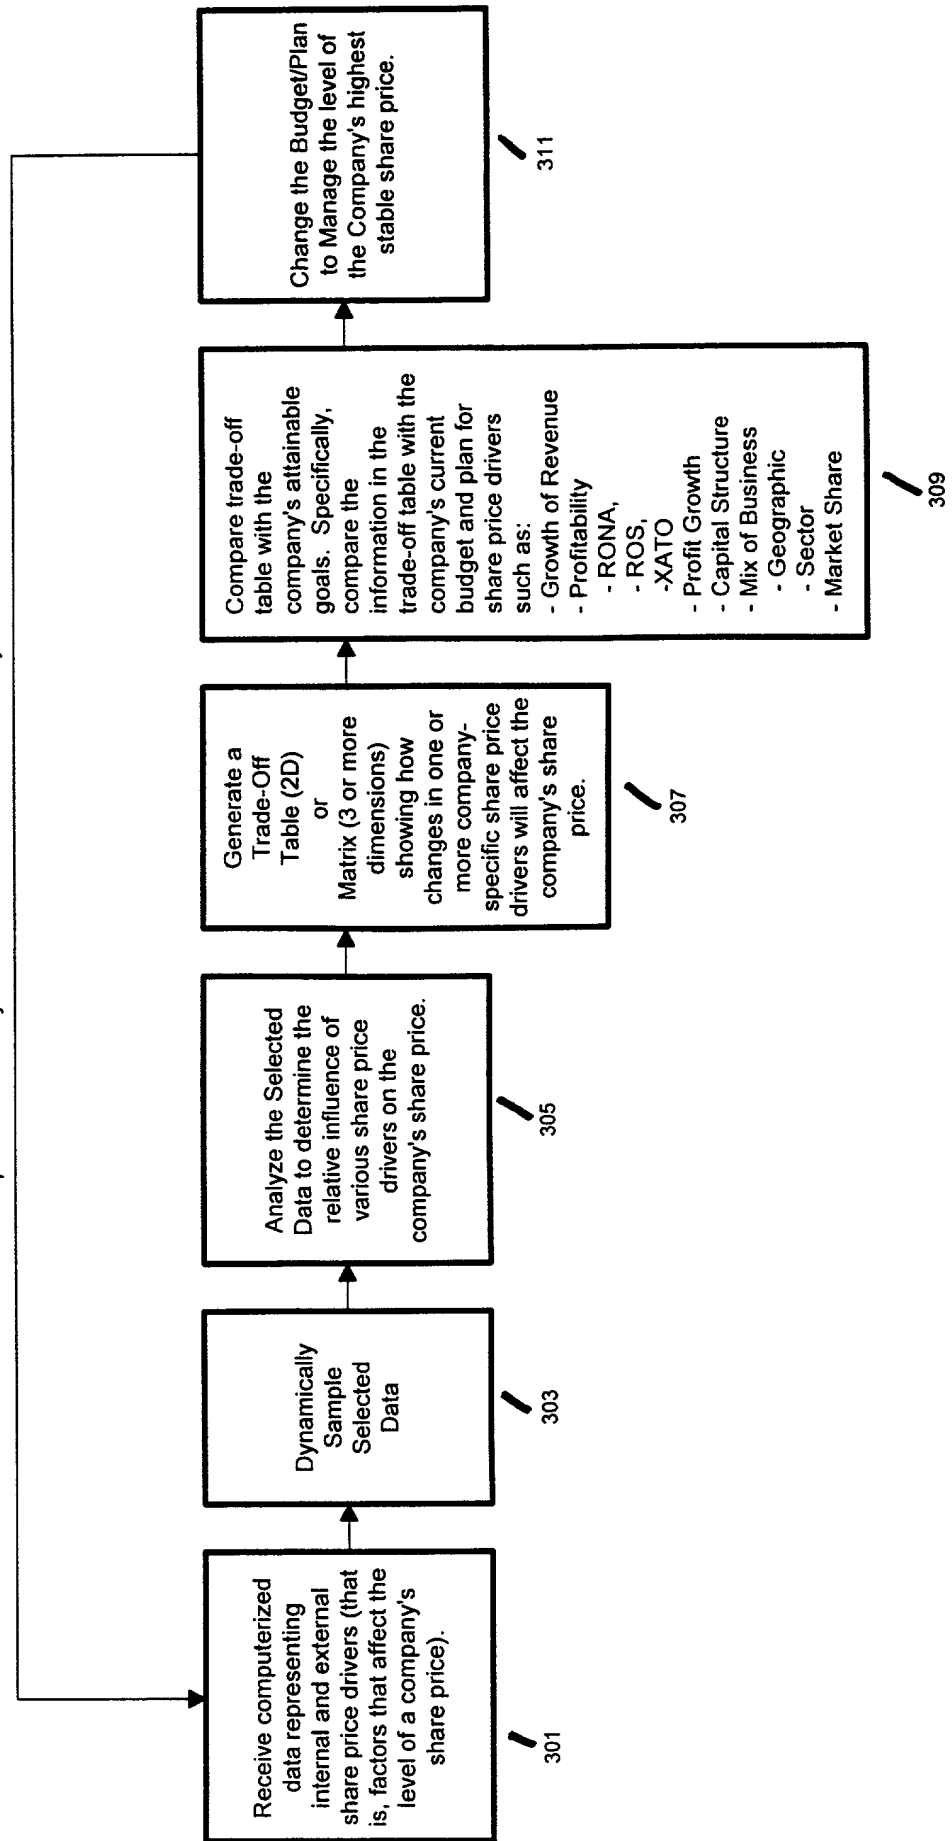 Receive computerized
data representing
internal and external
share price drivers (that
is, factors that affect the
level of a company's
share price).
301
Dynamically
Sample
Selected
Data
303
Analyze the Selected
Data to determine the
relative influence of
various share price
drivers on the
company's share price.
305
Generate a
Trade-Off
Table (2D)
or
Matrix (3 or more
dimensions)
showing how
changes in one or
more company-
specific share price
drivers will affect the
company's share
price.
307
Compare trade-off
table with the
company's attainable
goals. Specifically,
compare the
information in the
trade-off table with the
company's current
budget and plan for
share price drivers
such as:
- Growth of Revenue
- Profitability
- RONA,
- ROS,
-XATO
- Profit Growth
- Capital Structure
- Mix of Business
- Geographic
- Sector
- Market Share
309
Change the Budget/Plan
to Manage the level of
the Company's highest
stable share price.
311